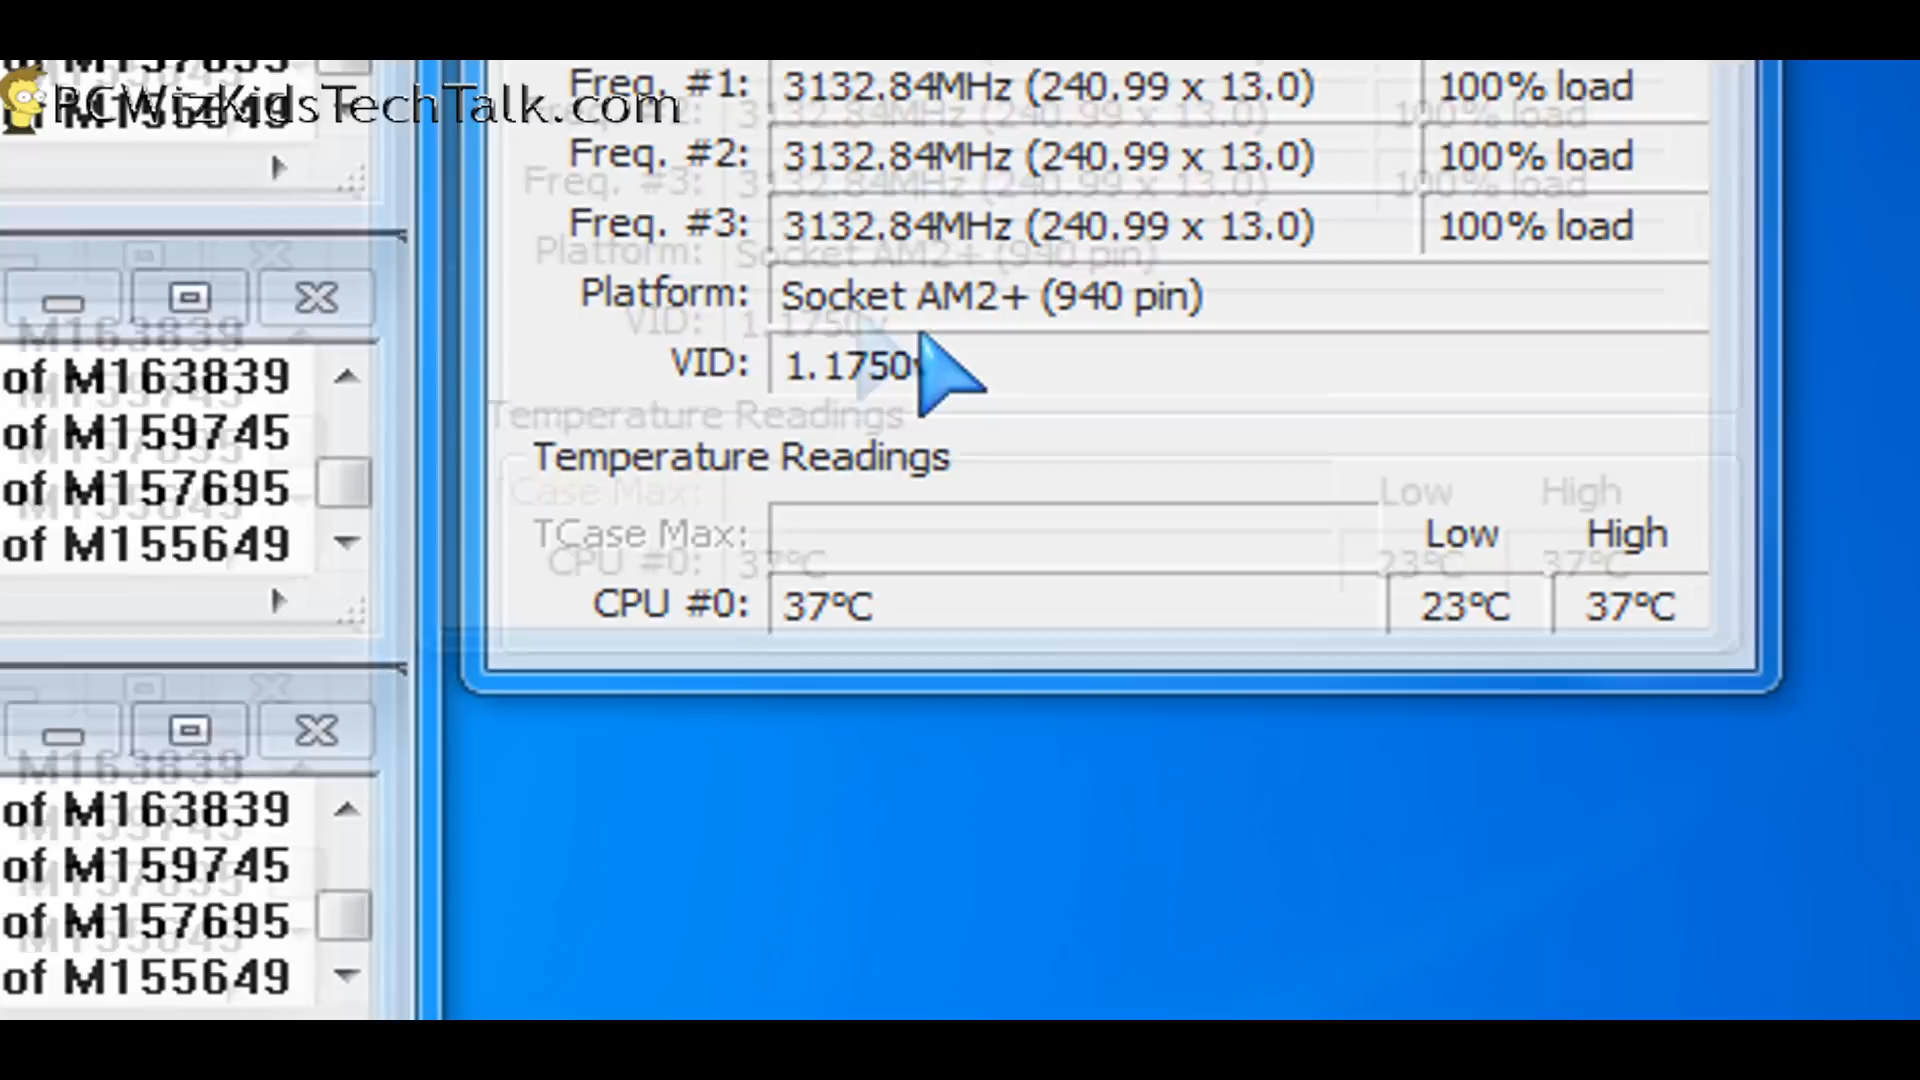 PCWizKidsTechTalk.com
Freq. #1: 3132.84MHz (240.99 x 13.0) 100% load
Freq. #2: 3132.84MHz (240.99 x 13.0) 100% load
Freq. #3: 3132.84MHz (240.99 x 13.0) 100% load
Platform: Socket AM2+ (940 pin)
VID: 1.1750v
Temperature Readings
TCase Max: Low High
CPU #0: 37°C 23°C 37°C
of M163839
of M159745
of M157695
of M155649
of M163839
of M159745
of M157695
of M155649